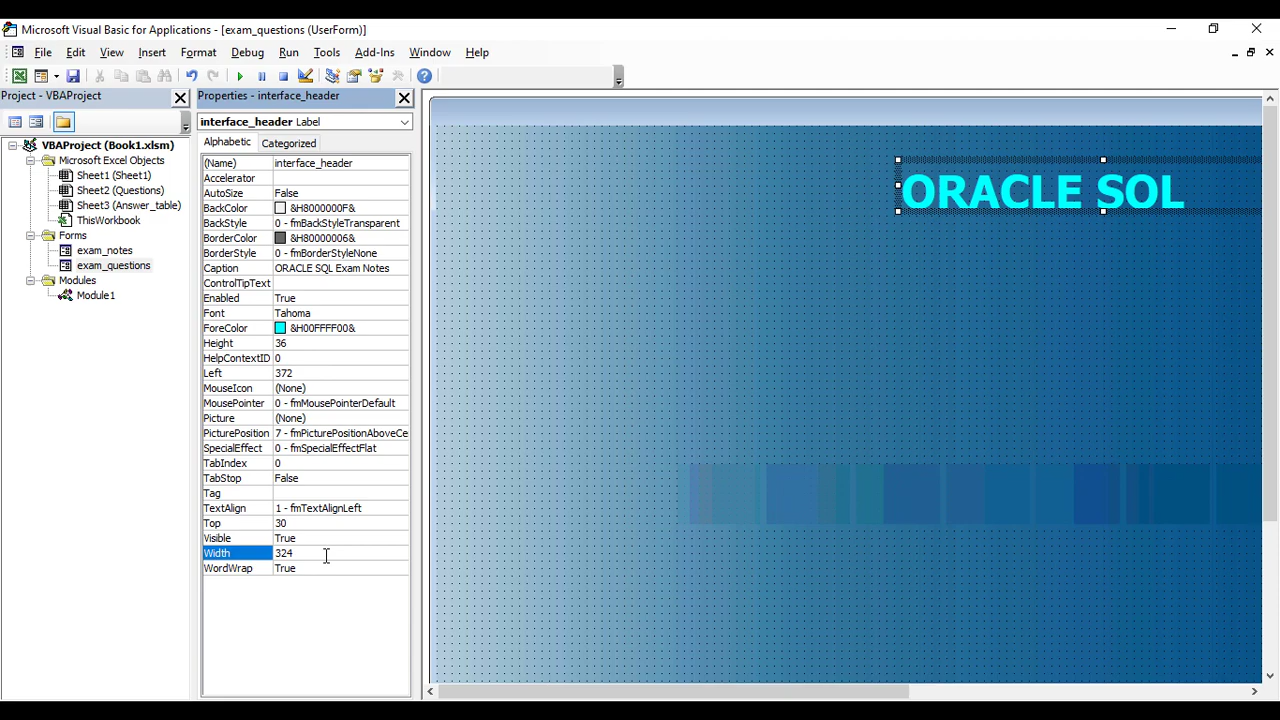 Microsoft Visual Basic for Applications - [exam_questions (UserForm)]
File Edit View Insert Format Debug Run Tools Add-Ins Window Help
Project - VBAProject
VBAProject (Book1.xlsm)
Microsoft Excel Objects
Sheet1 (Sheet1)
Sheet2 (Questions)
Sheet3 (Answer_table)
ThisWorkbook
Forms
exam_notes
exam_questions
Modules
Module1
Properties - interface_header
interface_header Label
Alphabetic Categorized
(Name) interface_header
Accelerator
AutoSize False
BackColor &H8000000F&
BackStyle 0 - fmBackStyleTransparent
BorderColor &H80000006&
BorderStyle 0 - fmBorderStyleNone
Caption ORACLE SQL Exam Notes
ControlTipText
Enabled True
Font Tahoma
ForeColor &H00FFFF00&
Height 36
HelpContextID 0
Left 372
MouseIcon (None)
MousePointer 0 - fmMousePointerDefault
Picture (None)
PicturePosition 7 - fmPicturePositionAboveCe
SpecialEffect 0 - fmSpecialEffectFlat
TabIndex 0
TabStop False
Tag
TextAlign 1 - fmTextAlignLeft
Top 30
Visible True
Width 324
WordWrap True
ORACLE SQL